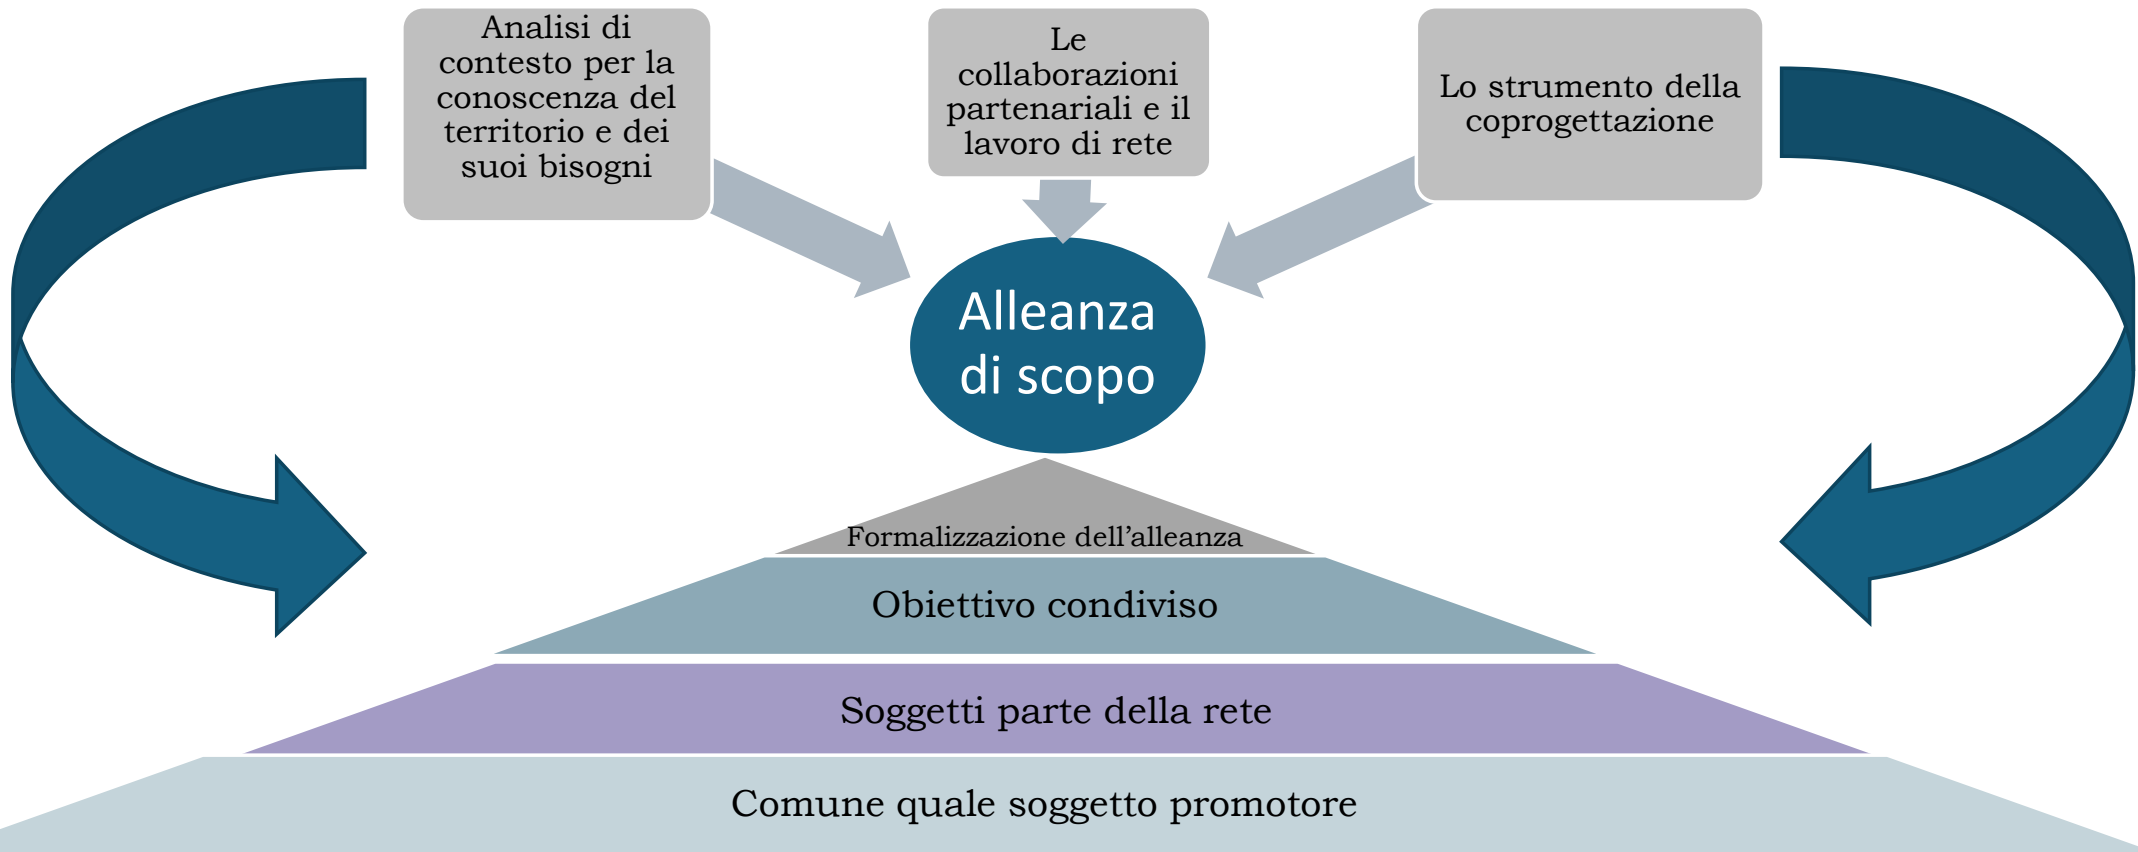 Analisi di
contesto per la
conoscenza del
territorio e dei
suoi bisogni
Le
collaborazioni
partenariali e il
lavoro di rete
Lo strumento della
coprogettazione
Alleanza
di scopo
Formalizzazione dell’alleanza
Obiettivo condiviso
Soggetti parte della rete
Comune quale soggetto promotore